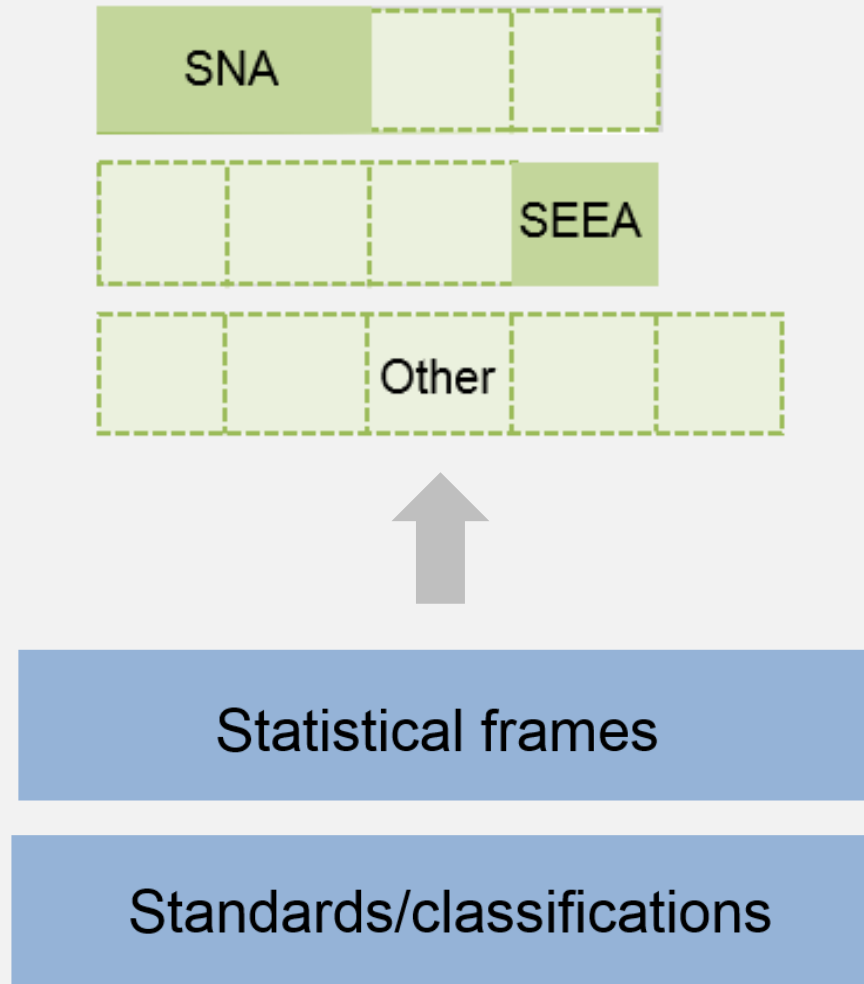 SNA
SEEA
Other
Statistical frames
Standards/classifications